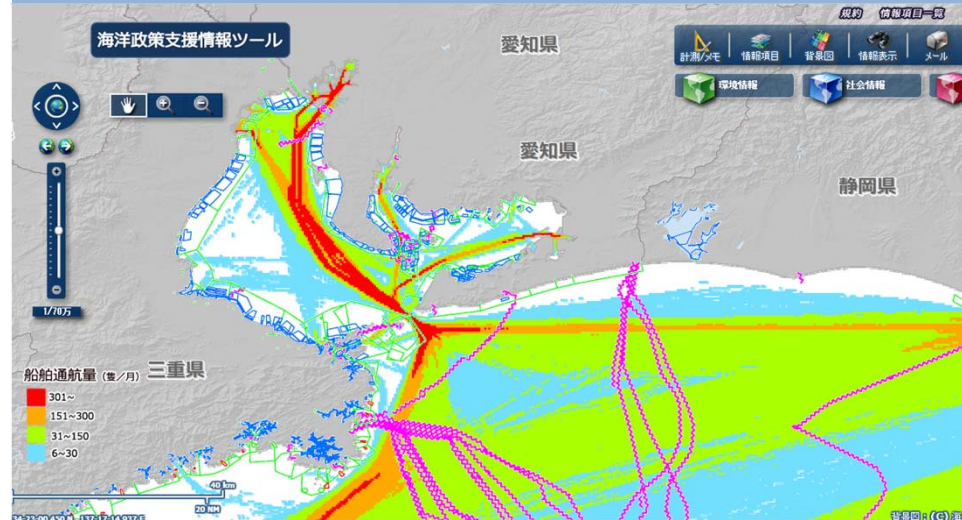 規約 情報項目一覧
海洋政策支援情報ツール
計測/メモ 情報項目 背景図 情報表示 メール
環境情報 社会情報
愛知県
愛知県
静岡県
三重県
1/70万
船舶通航量 (隻/月)
301~
151~300
31~150
6~30
40 km
20 NM
背景図:(C)海